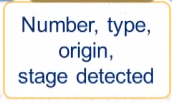 Number, type,
origin,
stage detected